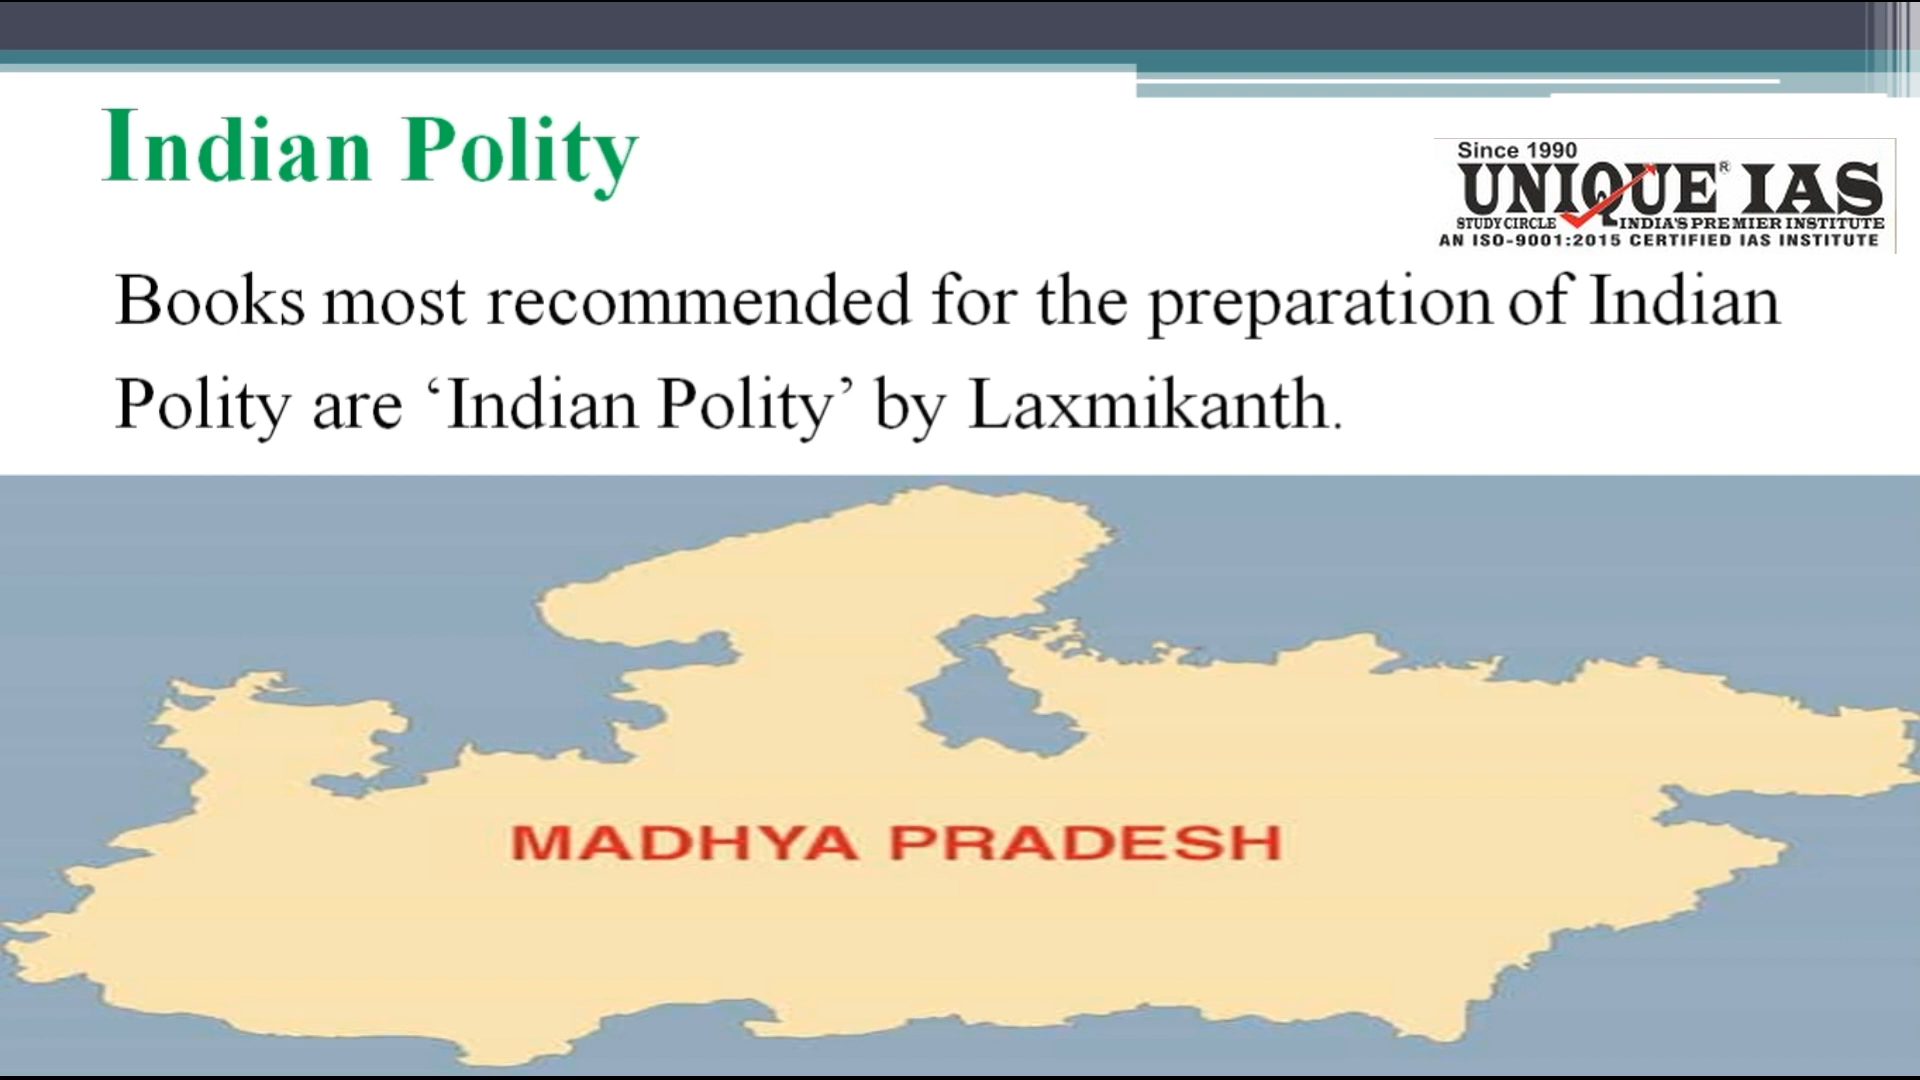 Indian Polity
Since 1990
UNIQUE® IAS
STUDY CIRCLE INDIA'S PREMIER INSTITUTE
AN ISO-9001:2015 CERTIFIED IAS INSTITUTE
Books most recommended for the preparation of Indian
Polity are ‘Indian Polity’ by Laxmikanth.
MADHYA PRADESH